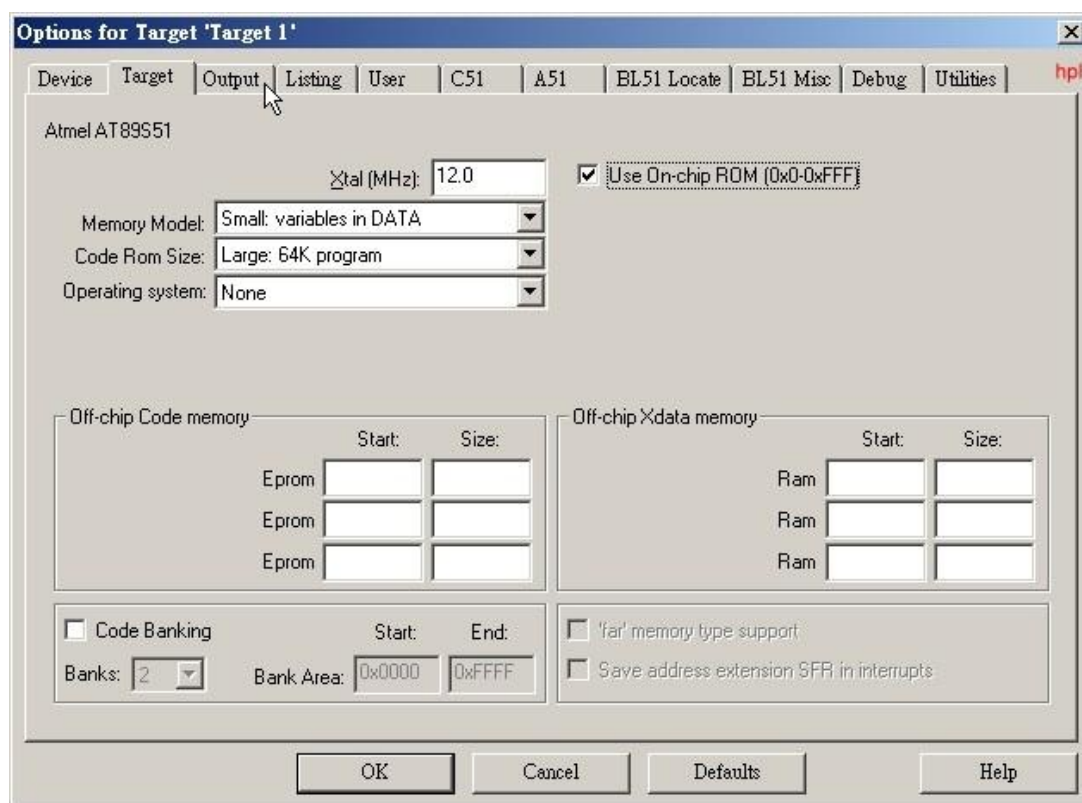 Options for Target 'Target 1'
Device Target Output Listing User C51 A51 BL51 Locate BL51 Misc Debug Utilities
Atmel AT89S51
Xtal (MHz): 12.0 Use On-chip ROM (0x0-0xFFF)
Memory Model: Small: variables in DATA
Code Rom Size: Large: 64K program
Operating system: None
Off-chip Code memory
Start: Size:
Eprom
Eprom
Eprom
Off-chip Xdata memory
Start: Size:
Ram
Ram
Ram
Code Banking Start: End:
Banks: 2 Bank Area: 0x0000 0xFFFF
'far' memory type support
Save address extension SFR in interrupts
OK Cancel Defaults Help